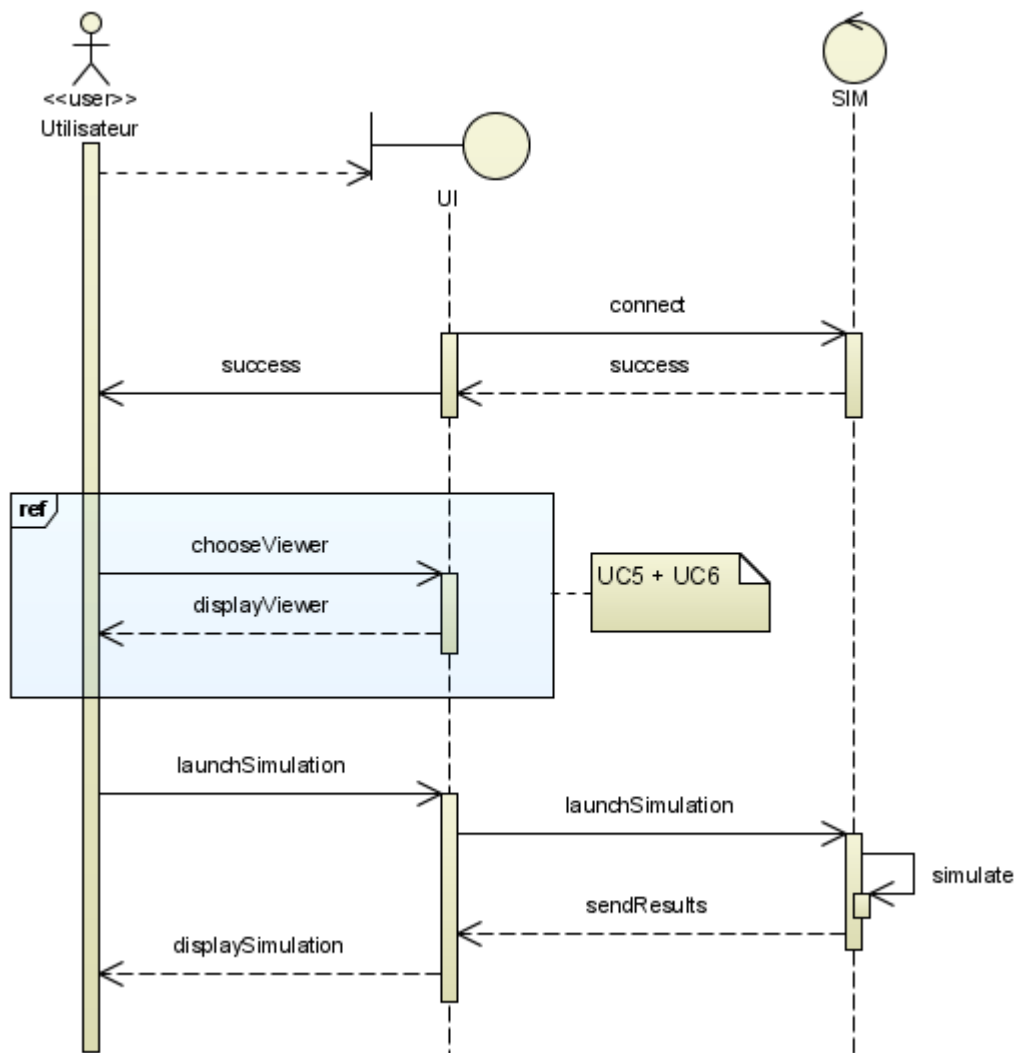 <<user>>
Utilisateur
SIM
UI
connect
success
success
ref
chooseViewer
UC5 + UC6
displayViewer
launchSimulation
launchSimulation
simulate
sendResults
displaySimulation